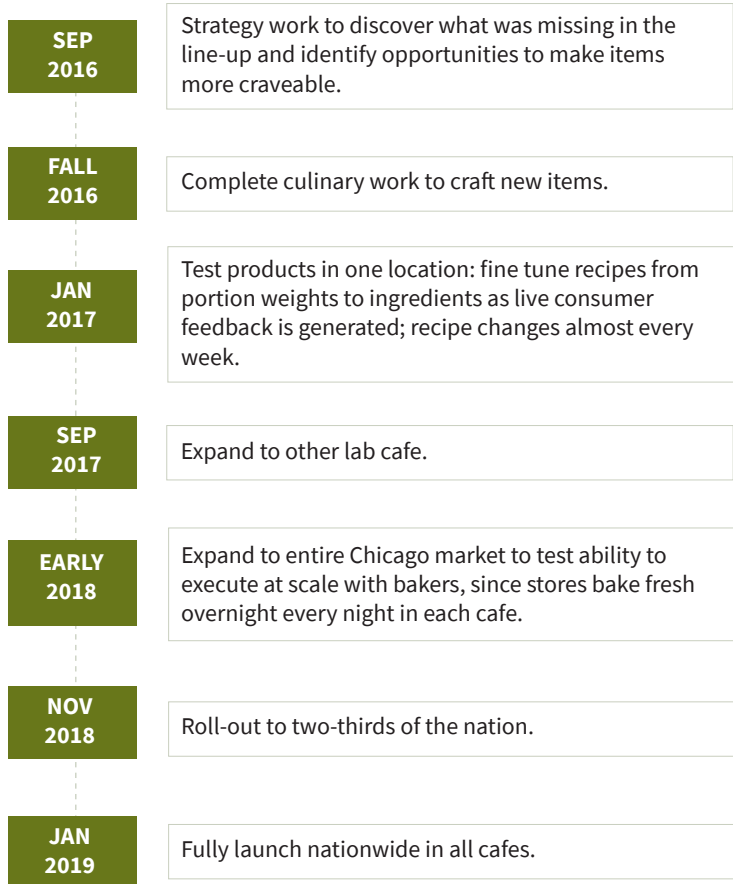 SEP
2016
Strategy work to discover what was missing in the
line-up and identify opportunities to make items
more craveable.
FALL
2016
Complete culinary work to craft new items.
JAN
2017
Test products in one location: fine tune recipes from
portion weights to ingredients as live consumer
feedback is generated; recipe changes almost every
week.
SEP
2017
Expand to other lab cafe.
EARLY
2018
Expand to entire Chicago market to test ability to
execute at scale with bakers, since stores bake fresh
overnight every night in each cafe.
NOV
2018
Roll-out to two-thirds of the nation.
JAN
2019
Fully launch nationwide in all cafes.